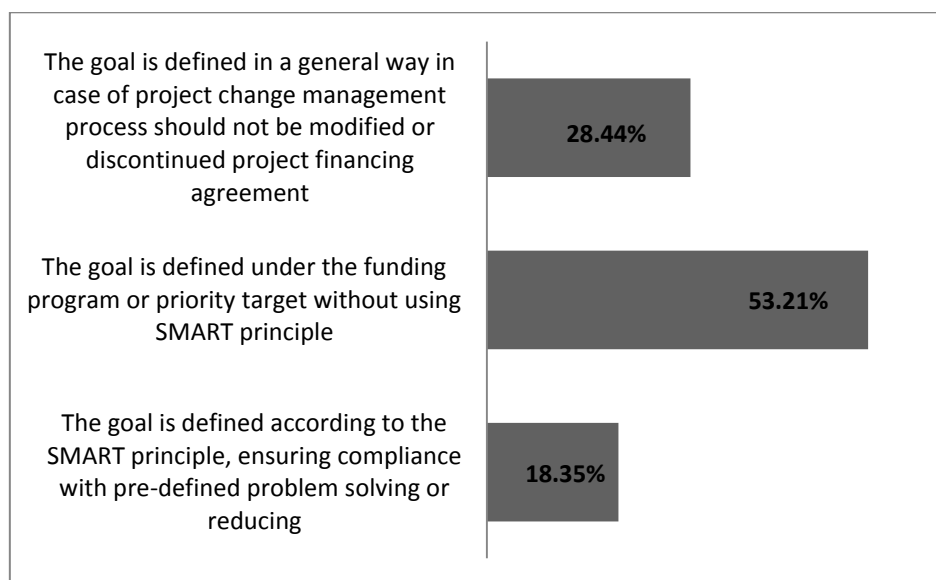 The goal is defined in a general way in
case of project change management
process should not be modified or
discontinued project financing
agreement
28.44%
The goal is defined under the funding
program or priority target without using
SMART principle
53.21%
The goal is defined according to the
SMART principle, ensuring compliance
with pre-defined problem solving or
reducing
18.35%